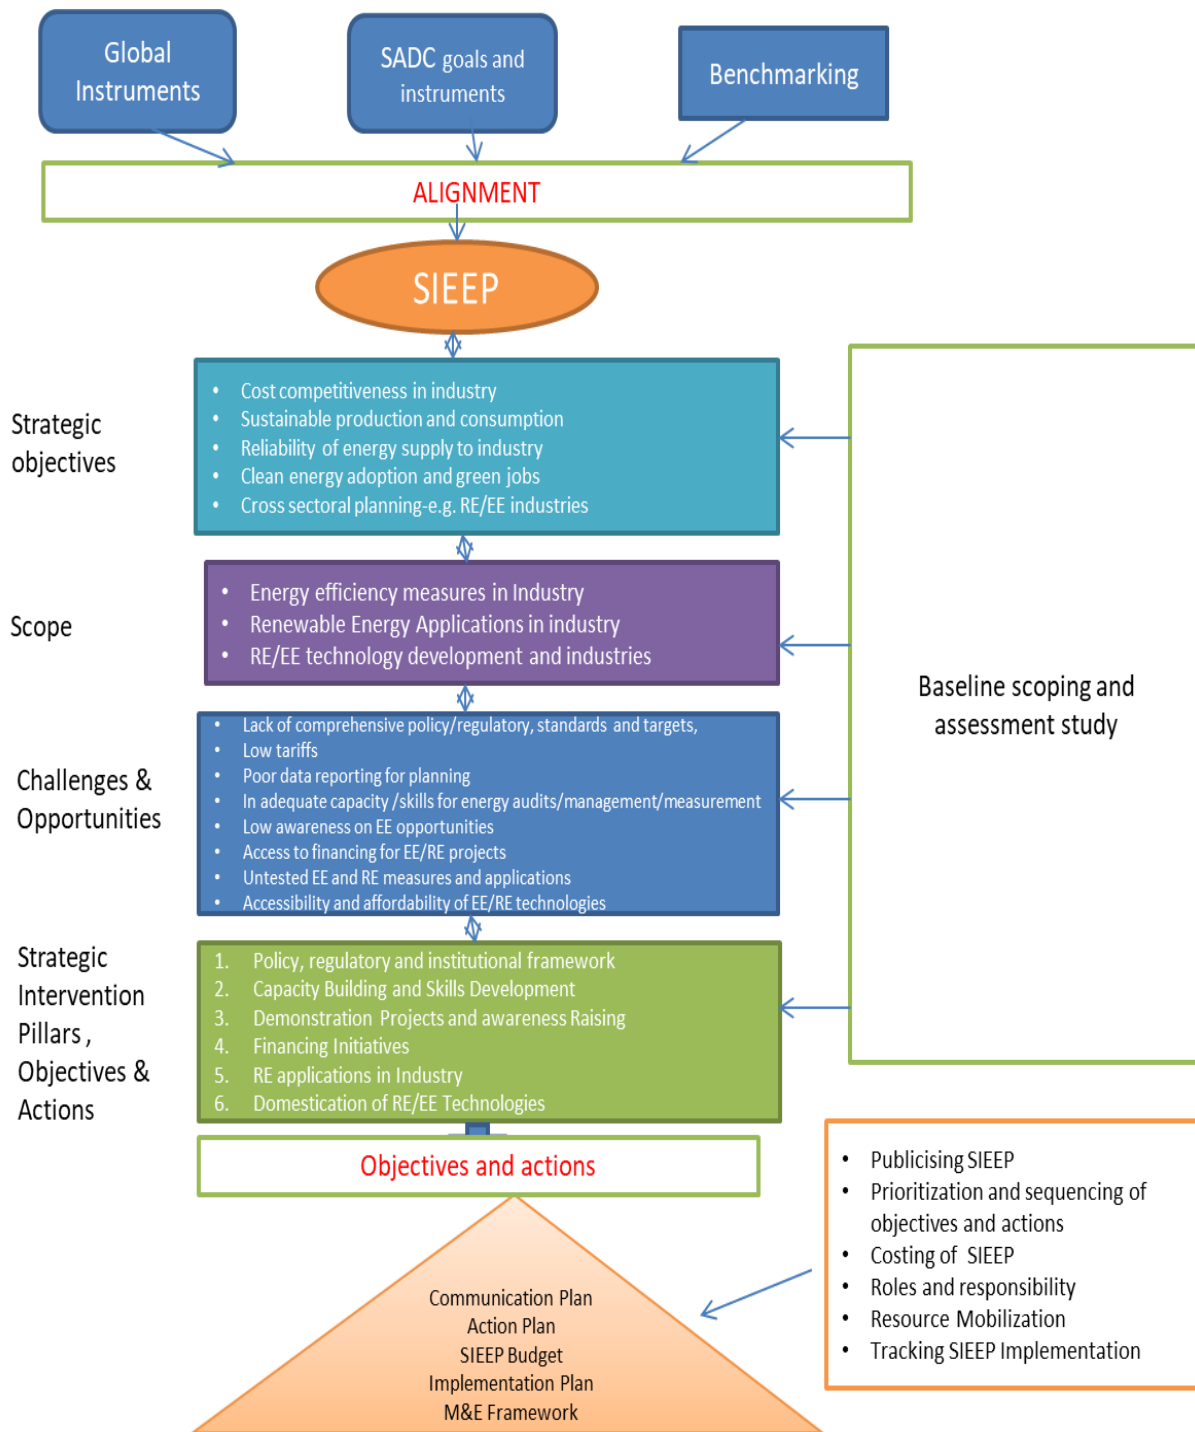 Global
Instruments
SADC goals and
instruments
Benchmarking
ALIGNMENT
SIEEP
Strategic
objectives
• Cost competitiveness in industry
• Sustainable production and consumption
• Reliability of energy supply to industry
• Clean energy adoption and green jobs
• Cross sectoral planning-e.g. RE/EE industries
Scope
• Energy efficiency measures in Industry
• Renewable Energy Applications in industry
• RE/EE technology development and industries
Baseline scoping and
assessment study
Challenges &
Opportunities
• Lack of comprehensive policy/regulatory, standards and targets,
• Low tariffs
• Poor data reporting for planning
• In adequate capacity /skills for energy audits/management/measurement
• Low awareness on EE opportunities
• Access to financing for EE/RE projects
• Untested EE and RE measures and applications
• Accessibility and affordability of EE/RE technologies
Strategic
Intervention
Pillars ,
Objectives &
Actions
1. Policy, regulatory and institutional framework
2. Capacity Building and Skills Development
3. Demonstration Projects and awareness Raising
4. Financing Initiatives
5. RE applications in Industry
6. Domestication of RE/EE Technologies
Objectives and actions
• Publicising SIEEP
• Prioritization and sequencing of
objectives and actions
• Costing of SIEEP
• Roles and responsibility
• Resource Mobilization
• Tracking SIEEP Implementation
Communication Plan
Action Plan
SIEEP Budget
Implementation Plan
M&E Framework